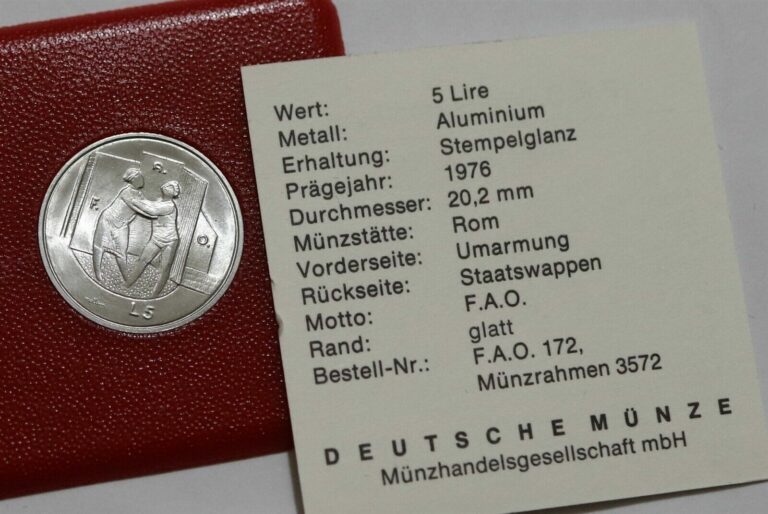 F. A. O.
L5
Wert: 5 Lire
Metall: Aluminium
Erhaltung: Stempelglanz
Prägejahr: 1976
Durchmesser: 20,2 mm
Münzstätte: Rom
Vorderseite: Umarmung
Rückseite: Staatswappen
Motto: F.A.O.
Rand: glatt
Bestell-Nr.: F.A.O. 172,
Münzrahmen 3572
DEUTSCHE MÜNZE
Münzhandelsgesellschaft mbH